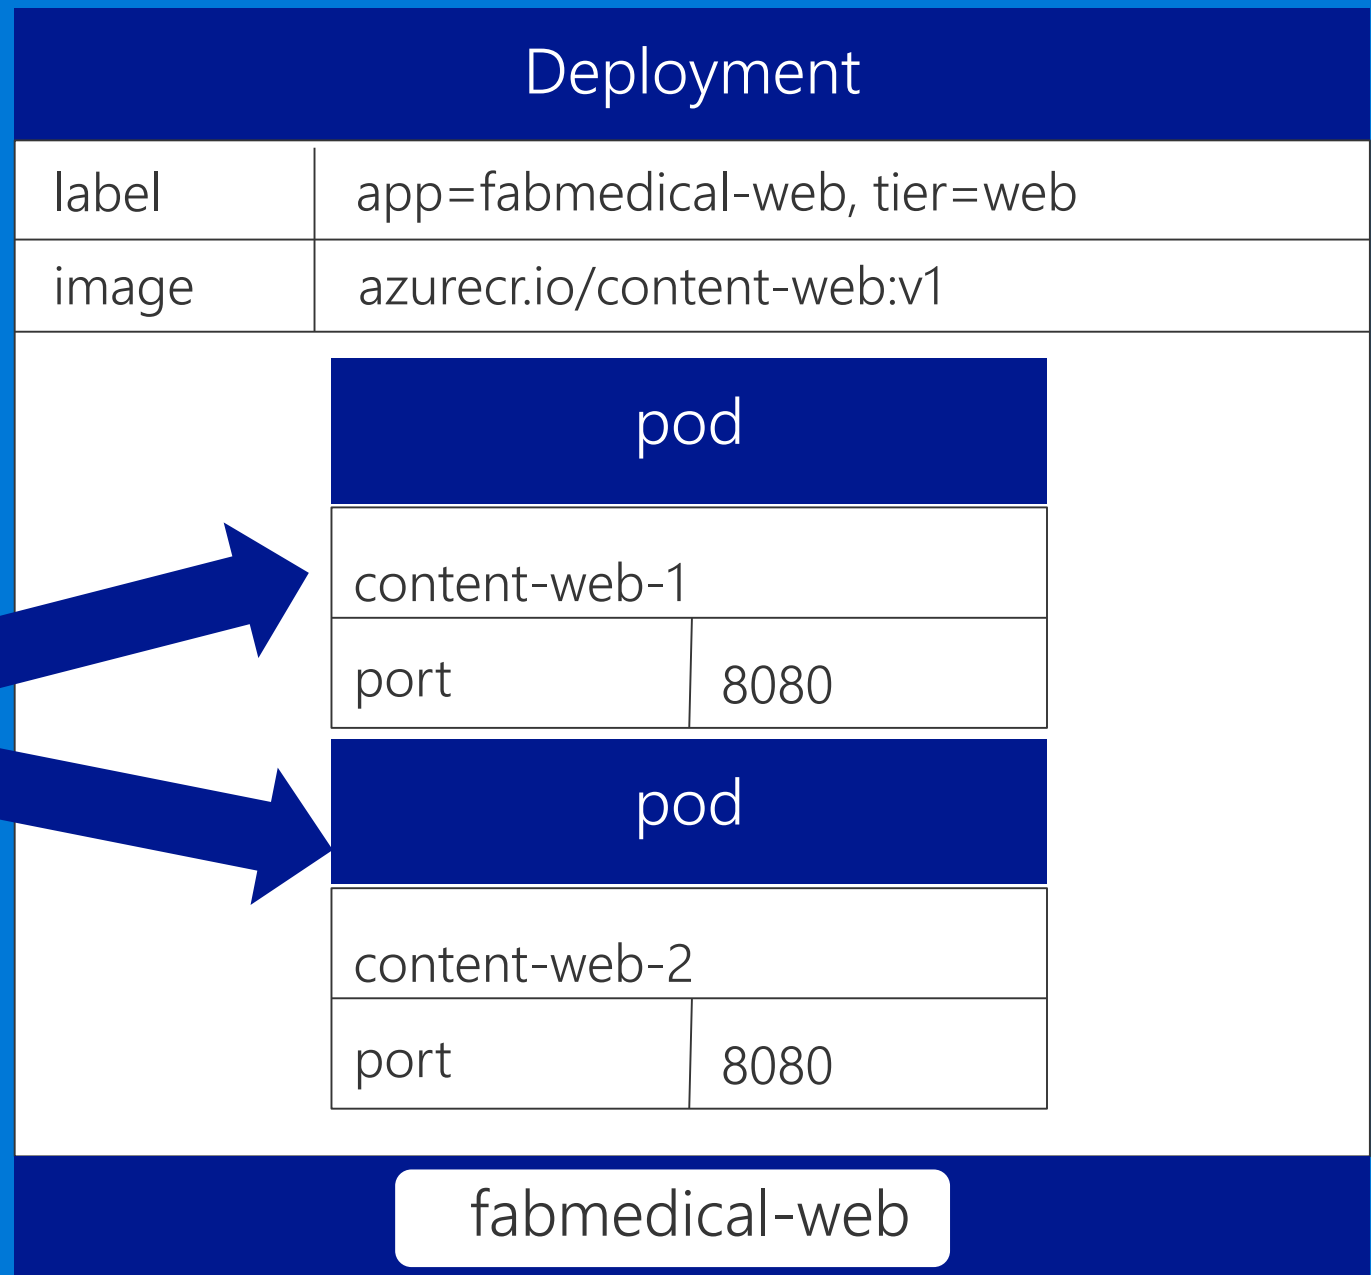 Deployment
label app=fabmedical-web, tier=web
image azurecr.io/content-web:v1
pod
content-web-1
port 8080
pod
content-web-2
port 8080
fabmedical-web